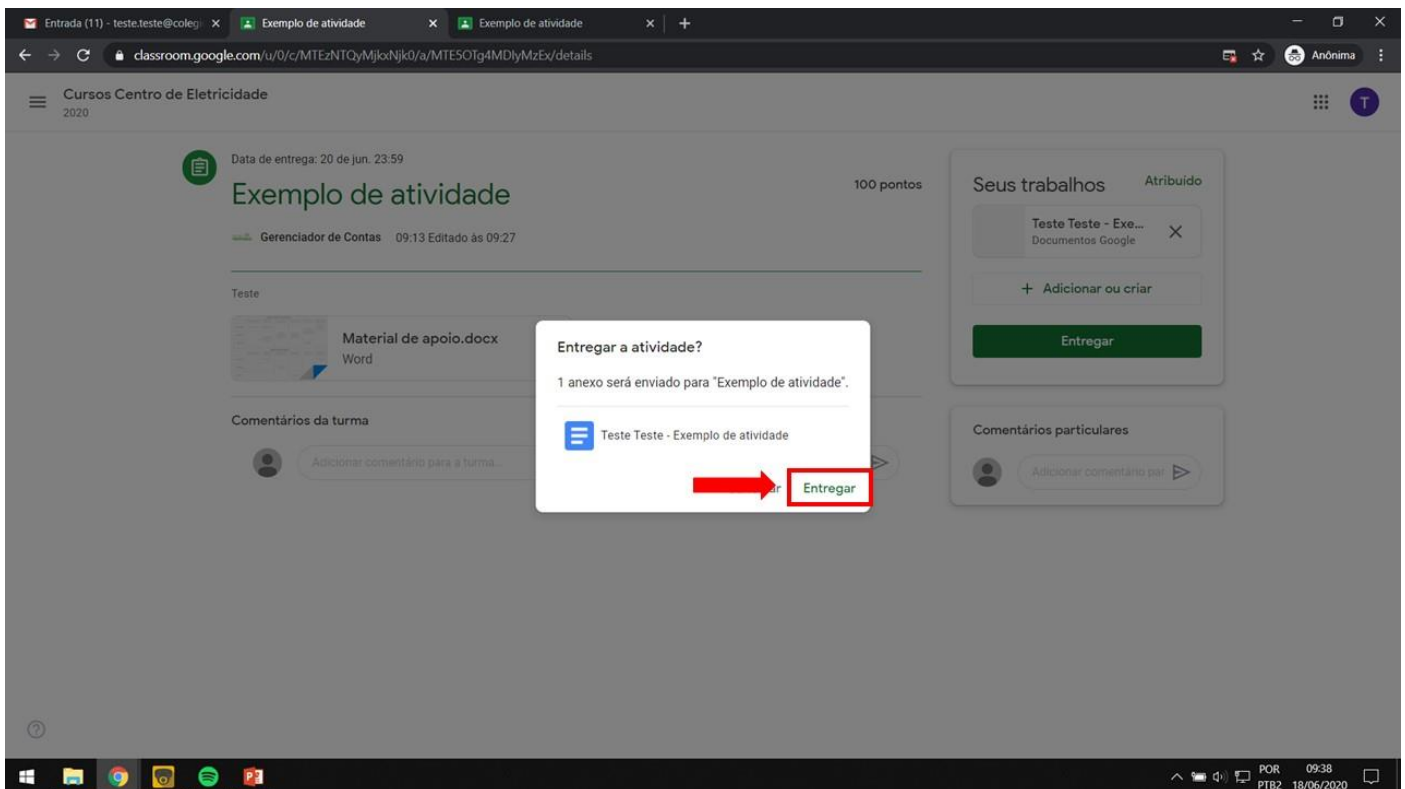 Entrada (11) - teste.teste@coleg
Exemplo de atividade
Exemplo de atividade
classroom.google.com/u/0/c/MTEzNTQyMjkxNjk0/a/MTE5OTg4MDIyMzEx/details
Anônima
Cursos Centro de Eletricidade
2020
T
Data de entrega: 20 de jun. 23:59
Exemplo de atividade
100 pontos
Gerenciador de Contas 09:13 Editado às 09:27
Teste
Material de apoio.docx
Word
Comentários da turma
Adicionar comentário para a turma...
Seus trabalhos
Atribuído
Teste Teste - Exe...
Documentos Google
+ Adicionar ou criar
Entregar
Comentários particulares
Adicionar comentário par
Entregar a atividade?
1 anexo será enviado para "Exemplo de atividade".
Teste Teste - Exemplo de atividade
Entregar
POR
PTB2
09:38
18/06/2020